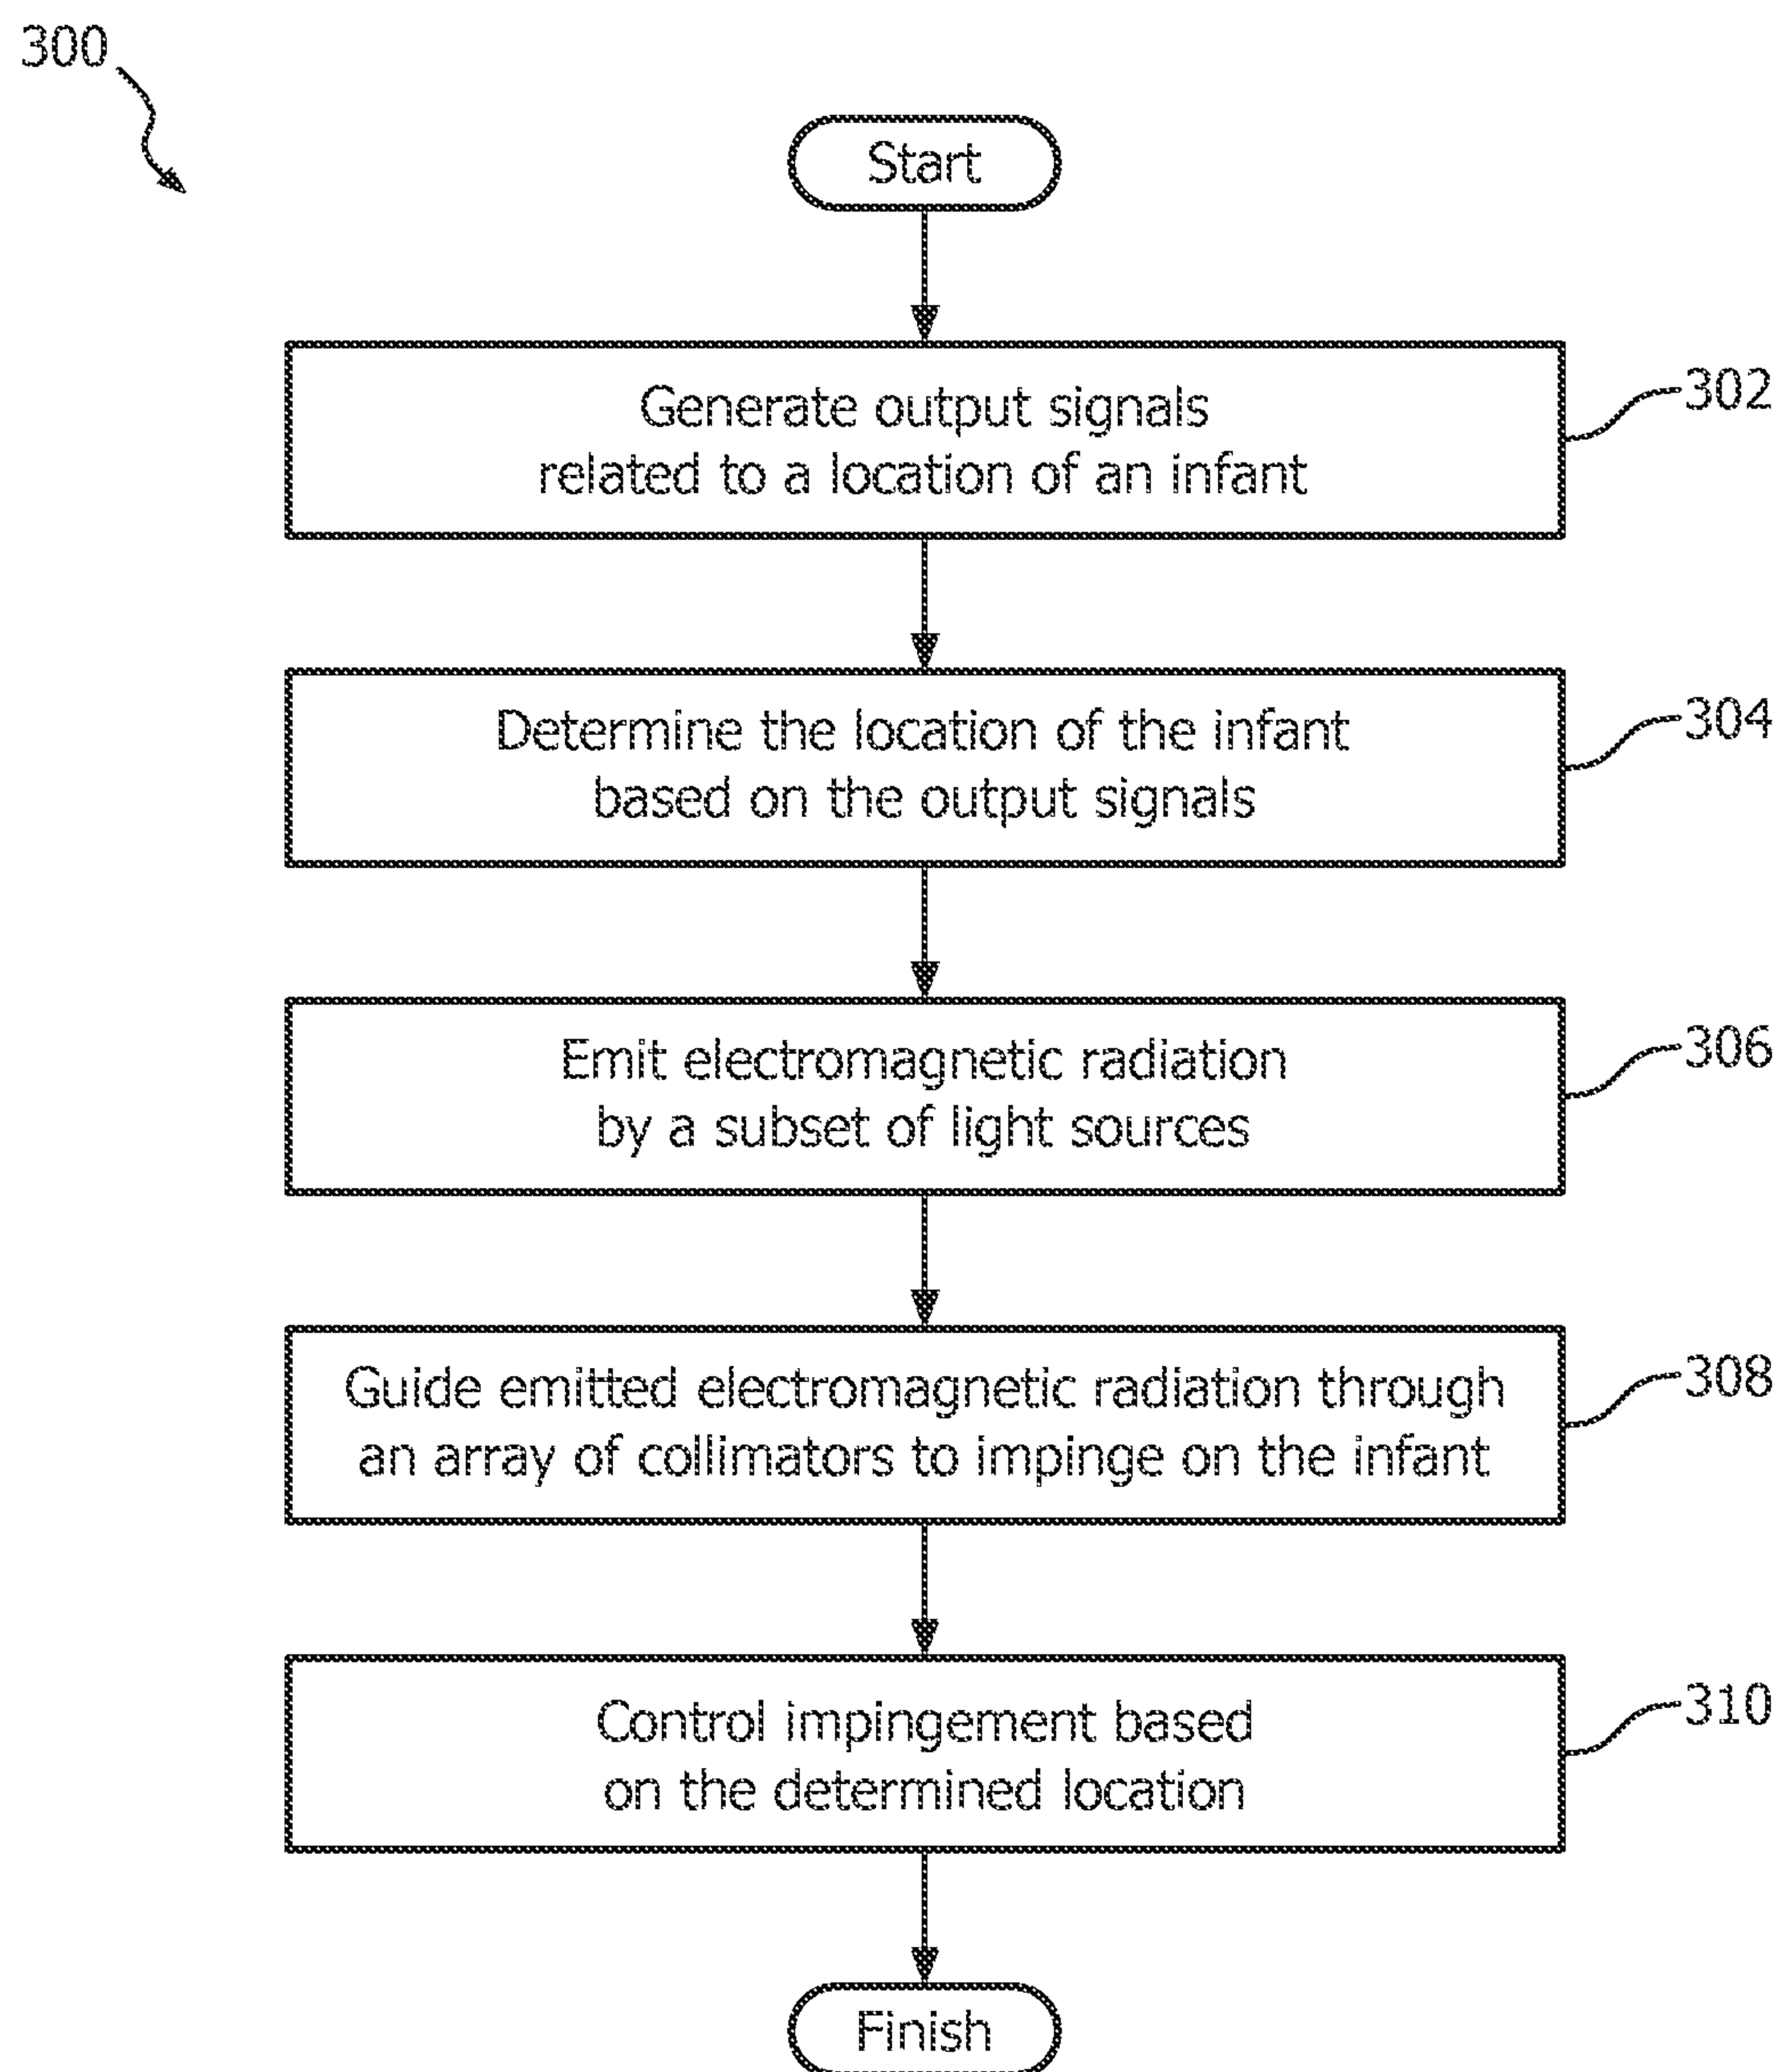 300
Start
Generate output signals
related to a location of an infant
302
Determine the location of the infant
based on the output signals
304
Emit electromagnetic radiation
by a subset of light sources
306
Guide emitted electromagnetic radiation through
an array of collimators to impinge on the infant
308
Control impingement based
on the determined location
310
Finish